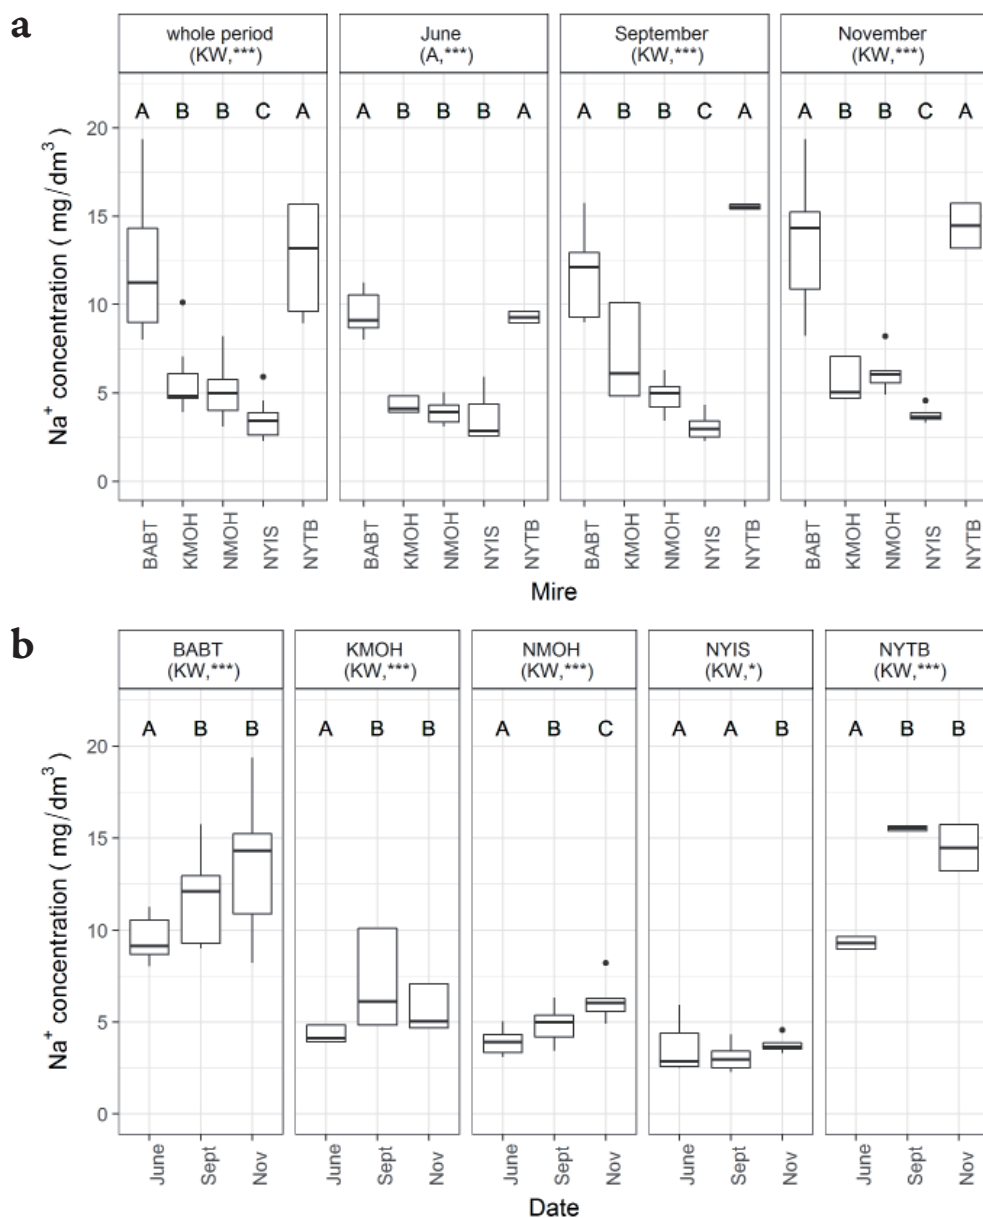 a
whole period
(KW,***)
June
(A,***)
September
(KW,***)
November
(KW,***)
A B B C A
A B B B A
A B B C A
A B B C A
Na⁺ concentration ( mg/dm³ )
20
15
10
5
0
BABT KMOH NMOH NYIS NYTB
BABT KMOH NMOH NYIS NYTB
BABT KMOH NMOH NYIS NYTB
BABT KMOH NMOH NYIS NYTB
Mire
b
BABT
(KW,***)
KMOH
(KW,***)
NMOH
(KW,***)
NYIS
(KW,*)
NYTB
(KW,***)
A B B
A B B
A B C
A A B
A B B
Na⁺ concentration ( mg/dm³ )
20
15
10
5
0
June Sept Nov
June Sept Nov
June Sept Nov
June Sept Nov
June Sept Nov
Date